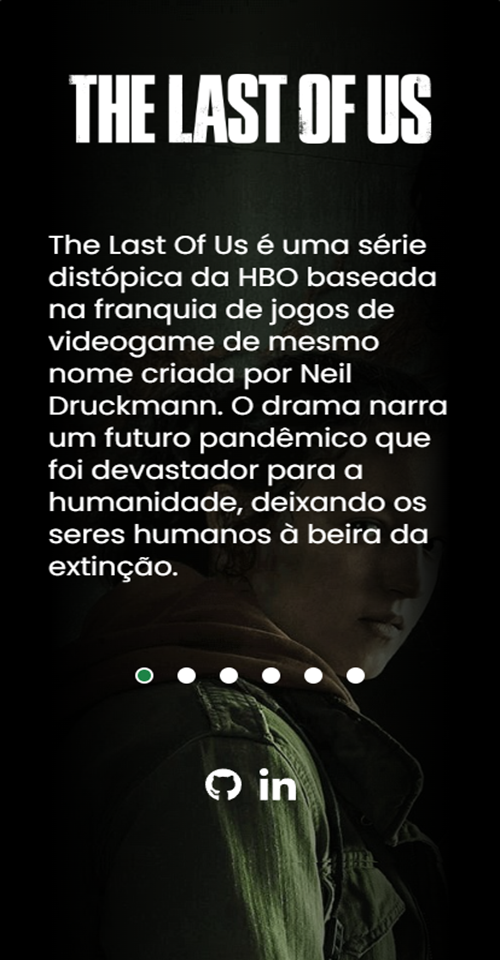 THE LAST OF US
The Last Of Us é uma série
distópica da HBO baseada
na franquia de jogos de
videogame de mesmo
nome criada por Neil
Druckmann. O drama narra
um futuro pandêmico que
foi devastador para a
humanidade, deixando os
seres humanos à beira da
extinção.
in